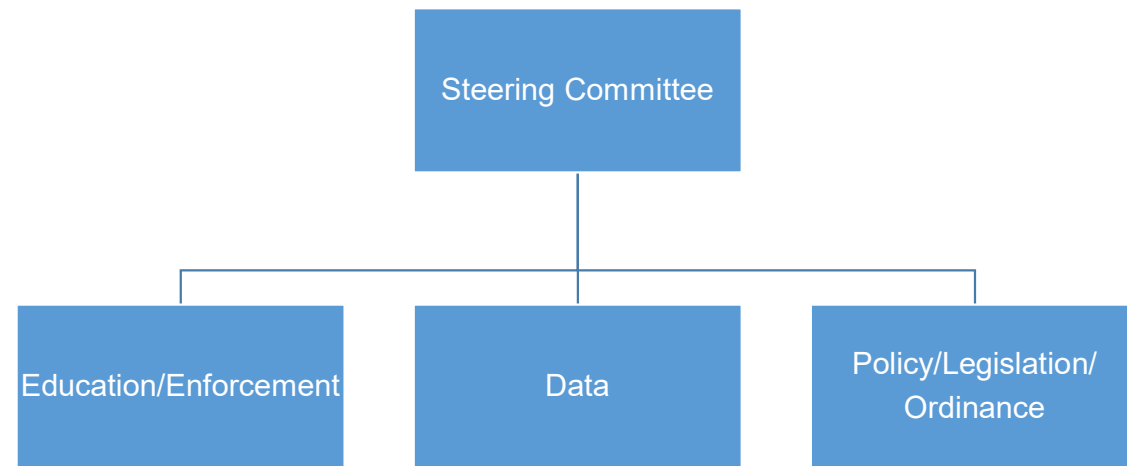 Steering Committee
Education/Enforcement
Data
Policy/Legislation/
Ordinance